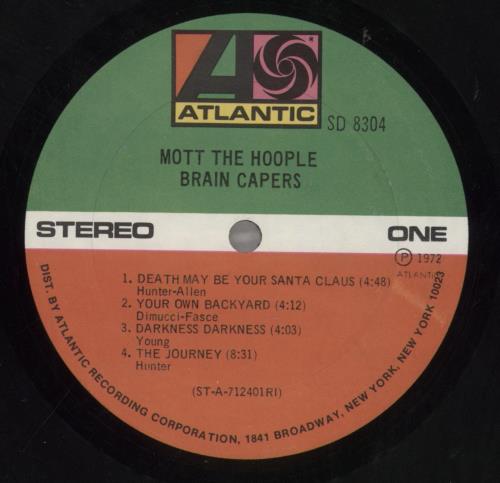 ATLANTIC
SD 8304
MOTT THE HOOPLE
BRAIN CAPERS
STEREO
ONE
℗ 1972
ATLANTIC
1. DEATH MAY BE YOUR SANTA CLAUS (4:48)
Hunter-Allen
2. YOUR OWN BACKYARD (4:12)
Dimucci-Fasce
3. DARKNESS DARKNESS (4:03)
Young
4. THE JOURNEY (8:31)
Hunter
(ST-A-712401RI)
DIST. BY ATLANTIC RECORDING CORPORATION, 1841 BROADWAY, NEW YORK, NEW YORK 10023